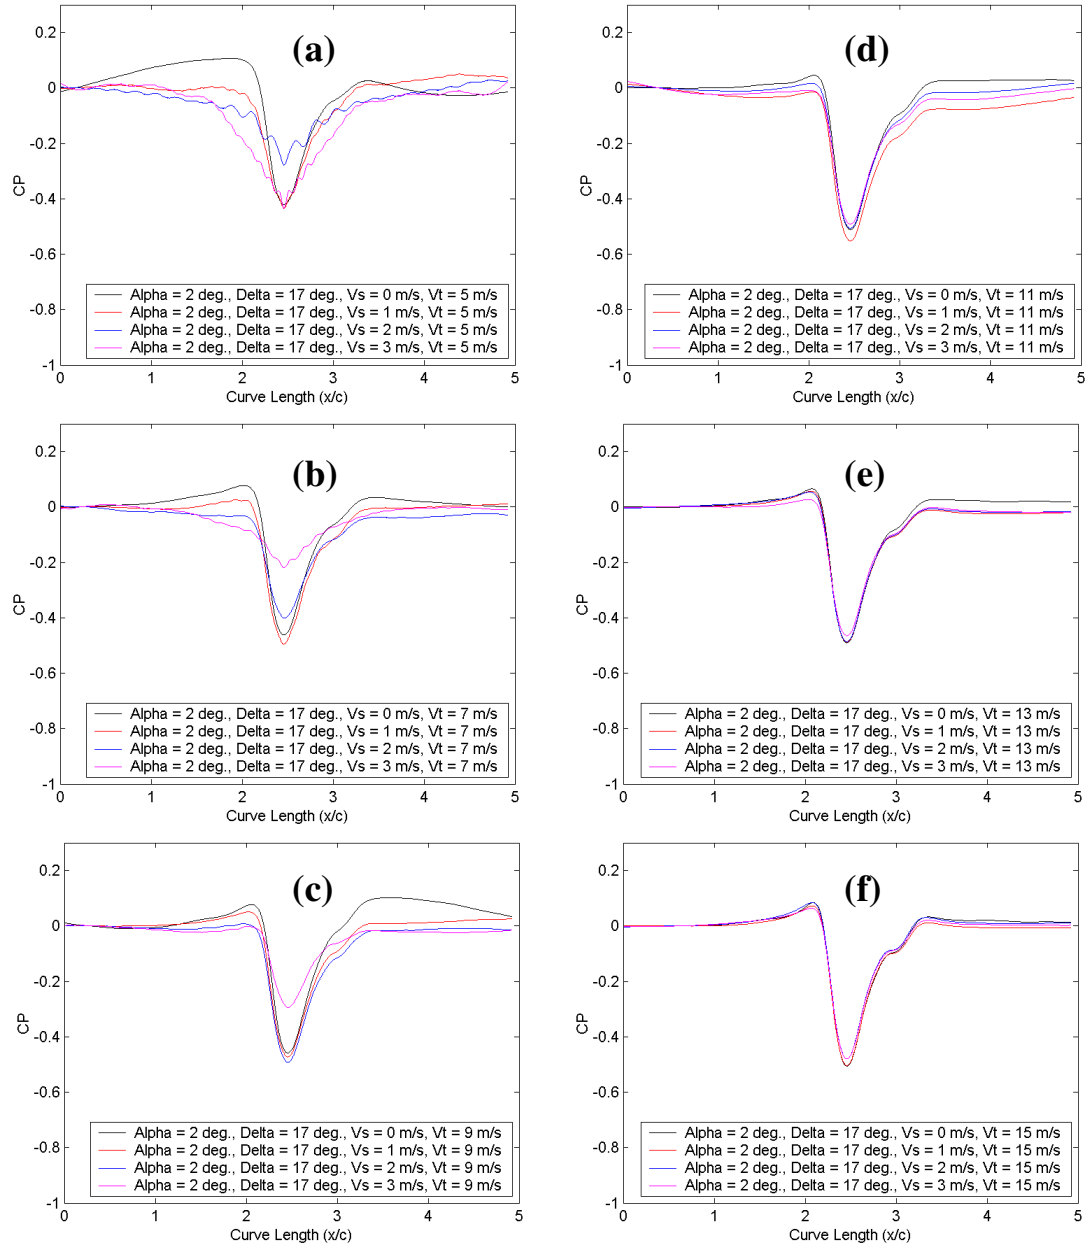 (a)
0.2
0
-0.2
-0.4
-0.6
-0.8
-1
CP
Alpha = 2 deg., Delta = 17 deg., Vs = 0 m/s, Vt = 5 m/s
Alpha = 2 deg., Delta = 17 deg., Vs = 1 m/s, Vt = 5 m/s
Alpha = 2 deg., Delta = 17 deg., Vs = 2 m/s, Vt = 5 m/s
Alpha = 2 deg., Delta = 17 deg., Vs = 3 m/s, Vt = 5 m/s
0 1 2 3 4 5
Curve Length (x/c)
(b)
0.2
0
-0.2
-0.4
-0.6
-0.8
-1
CP
Alpha = 2 deg., Delta = 17 deg., Vs = 0 m/s, Vt = 7 m/s
Alpha = 2 deg., Delta = 17 deg., Vs = 1 m/s, Vt = 7 m/s
Alpha = 2 deg., Delta = 17 deg., Vs = 2 m/s, Vt = 7 m/s
Alpha = 2 deg., Delta = 17 deg., Vs = 3 m/s, Vt = 7 m/s
0 1 2 3 4 5
Curve Length (x/c)
(c)
0.2
0
-0.2
-0.4
-0.6
-0.8
-1
CP
Alpha = 2 deg., Delta = 17 deg., Vs = 0 m/s, Vt = 9 m/s
Alpha = 2 deg., Delta = 17 deg., Vs = 1 m/s, Vt = 9 m/s
Alpha = 2 deg., Delta = 17 deg., Vs = 2 m/s, Vt = 9 m/s
Alpha = 2 deg., Delta = 17 deg., Vs = 3 m/s, Vt = 9 m/s
0 1 2 3 4 5
Curve Length (x/c)
(d)
0.2
0
-0.2
-0.4
-0.6
-0.8
-1
CP
Alpha = 2 deg., Delta = 17 deg., Vs = 0 m/s, Vt = 11 m/s
Alpha = 2 deg., Delta = 17 deg., Vs = 1 m/s, Vt = 11 m/s
Alpha = 2 deg., Delta = 17 deg., Vs = 2 m/s, Vt = 11 m/s
Alpha = 2 deg., Delta = 17 deg., Vs = 3 m/s, Vt = 11 m/s
0 1 2 3 4 5
Curve Length (x/c)
(e)
0.2
0
-0.2
-0.4
-0.6
-0.8
-1
CP
Alpha = 2 deg., Delta = 17 deg., Vs = 0 m/s, Vt = 13 m/s
Alpha = 2 deg., Delta = 17 deg., Vs = 1 m/s, Vt = 13 m/s
Alpha = 2 deg., Delta = 17 deg., Vs = 2 m/s, Vt = 13 m/s
Alpha = 2 deg., Delta = 17 deg., Vs = 3 m/s, Vt = 13 m/s
0 1 2 3 4 5
Curve Length (x/c)
(f)
0.2
0
-0.2
-0.4
-0.6
-0.8
-1
CP
Alpha = 2 deg., Delta = 17 deg., Vs = 0 m/s, Vt = 15 m/s
Alpha = 2 deg., Delta = 17 deg., Vs = 1 m/s, Vt = 15 m/s
Alpha = 2 deg., Delta = 17 deg., Vs = 2 m/s, Vt = 15 m/s
Alpha = 2 deg., Delta = 17 deg., Vs = 3 m/s, Vt = 15 m/s
0 1 2 3 4 5
Curve Length (x/c)